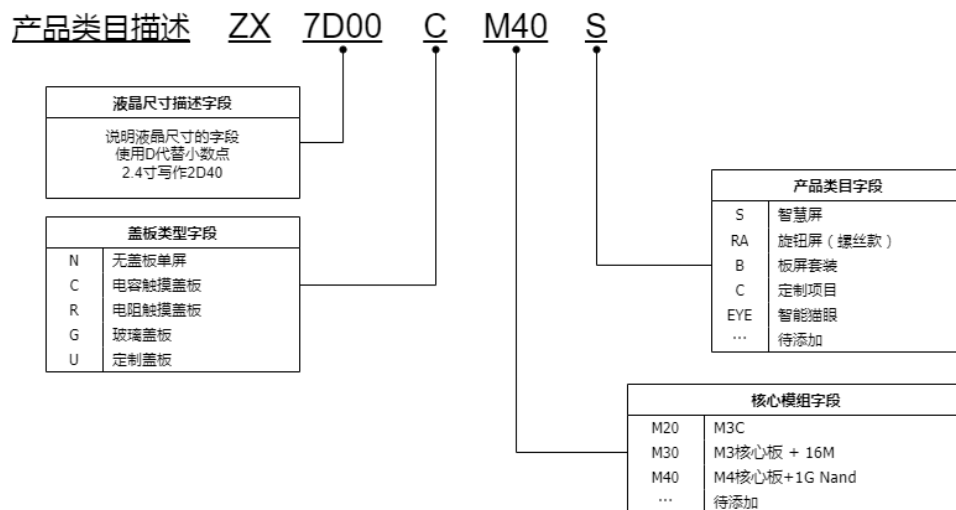 产品类目描述 ZX 7D00 C M40 S
液晶尺寸描述字段
说明液晶尺寸的字段
使用D代替小数点
2.4寸写作2D40
盖板类型字段
N 无盖板单屏
C 电容触摸盖板
R 电阻触摸盖板
G 玻璃盖板
U 定制盖板
产品类目字段
S 智慧屏
RA 旋钮屏（螺丝款）
B 板屏套装
C 定制项目
EYE 智能猫眼
… 待添加
核心模组字段
M20 M3C
M30 M3核心板 + 16M
M40 M4核心板+1G Nand
… 待添加